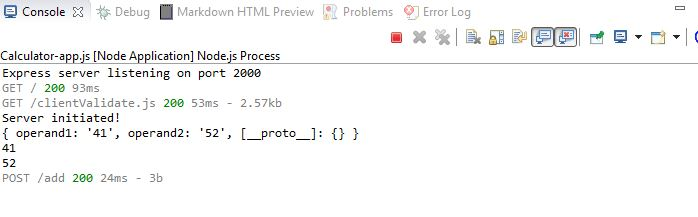 Console Debug Markdown HTML Preview Problems Error Log
Calculator-app.js [Node Application] Node.js Process
Express server listening on port 2000
GET / 200 93ms
GET /clientValidate.js 200 53ms - 2.57kb
Server initiated!
{ operand1: '41', operand2: '52', [__proto__]: {} }
41
52
POST /add 200 24ms - 3b